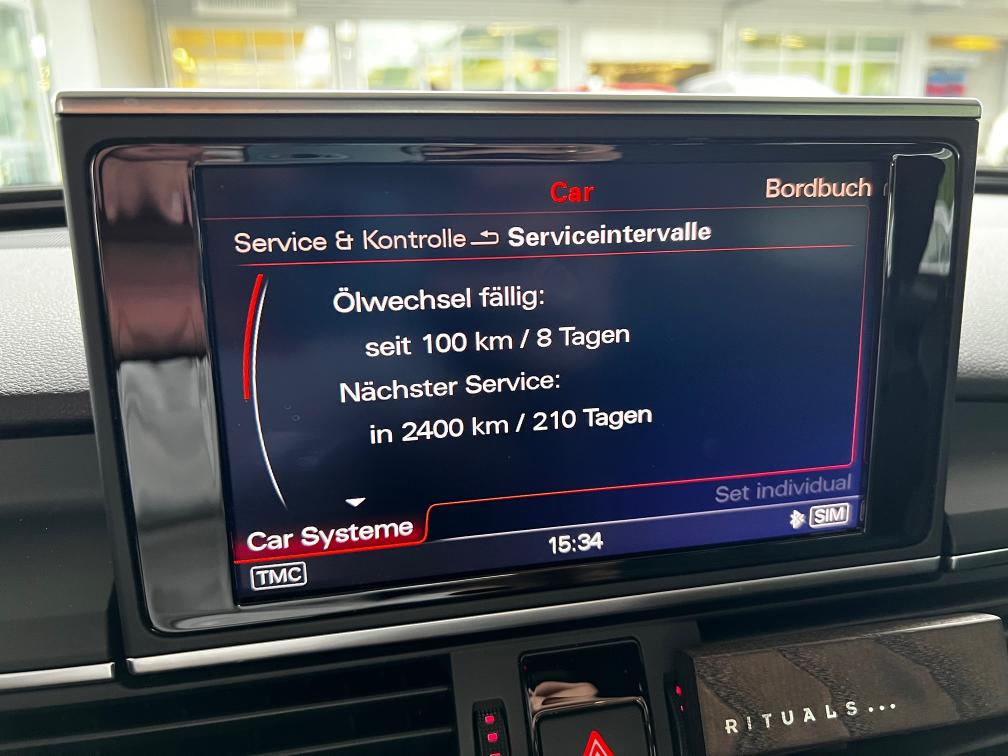 Car
Bordbuch
Service & Kontrolle Serviceintervalle
Ölwechsel fällig:
seit 100 km / 8 Tagen
Nächster Service:
in 2400 km / 210 Tagen
Set individual
Car Systeme
15:34
SIM
TMC
RITUALS...